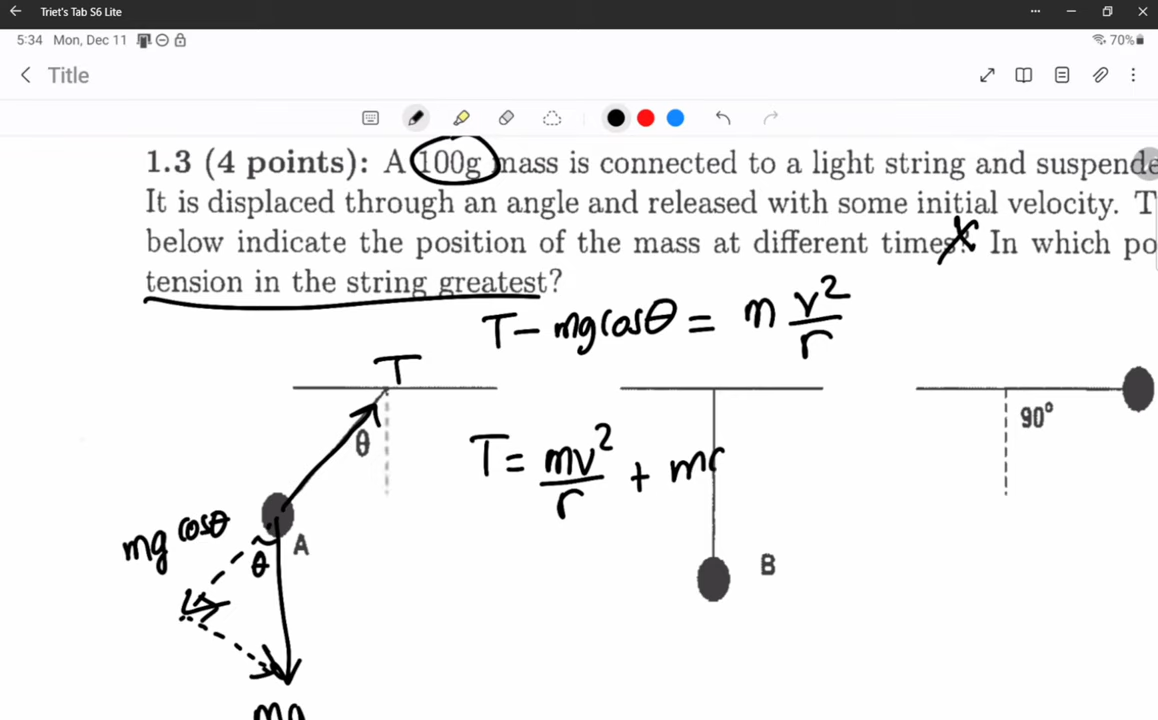 Triet's Tab S6 Lite
5:34 Mon, Dec 11
70%
Title
1.3 (4 points): A 100g mass is connected to a light string and suspende
It is displaced through an angle and released with some initial velocity. T
below indicate the position of the mass at different times. In which po
tension in the string greatest?
T - mg cosθ = m v²/r
T
θ
90°
T = mv²/r + m
mg cosθ
θ
A
B
mg